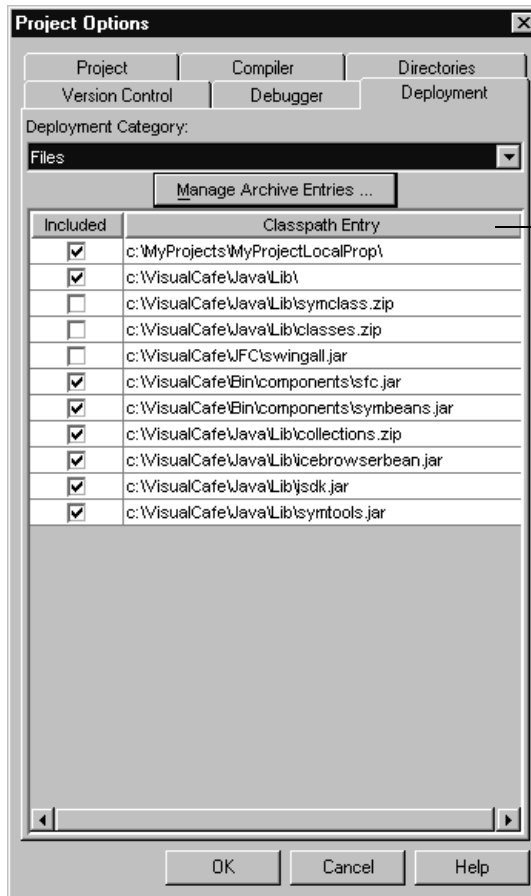 Project Options
Project Compiler Directories
Version Control Debugger Deployment
Deployment Category:
Files
Manage Archive Entries ...
Included Classpath Entry
c:\MyProjects\MyProjectLocalProp\
c:\VisualCafe\Java\Lib\
c:\VisualCafe\Java\Lib\symclass.zip
c:\VisualCafe\Java\Lib\classes.zip
c:\VisualCafe\JFC\swingall.jar
c:\VisualCafe\Bin\components\sfc.jar
c:\VisualCafe\Bin\components\symbeans.jar
c:\VisualCafe\Java\Lib\collections.zip
c:\VisualCafe\Java\Lib\icebrowserbean.jar
c:\VisualCafe\Java\Lib\jsdk.jar
c:\VisualCafe\Java\Lib\symtools.jar
OK Cancel Help